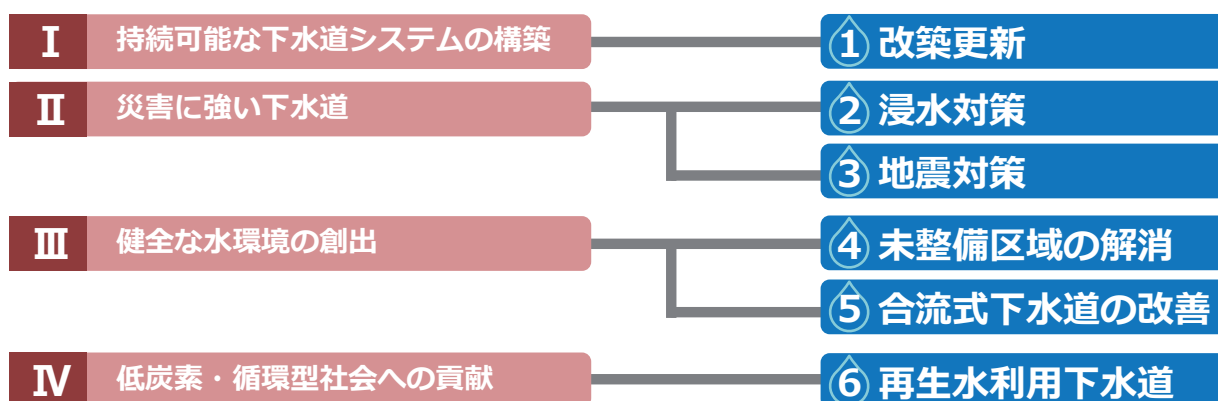 Ⅰ 持続可能な下水道システムの構築 ① 改築更新
Ⅱ 災害に強い下水道 ② 浸水対策
③ 地震対策
Ⅲ 健全な水環境の創出 ④ 未整備区域の解消
⑤ 合流式下水道の改善
Ⅳ 低炭素・循環型社会への貢献 ⑥ 再生水利用下水道